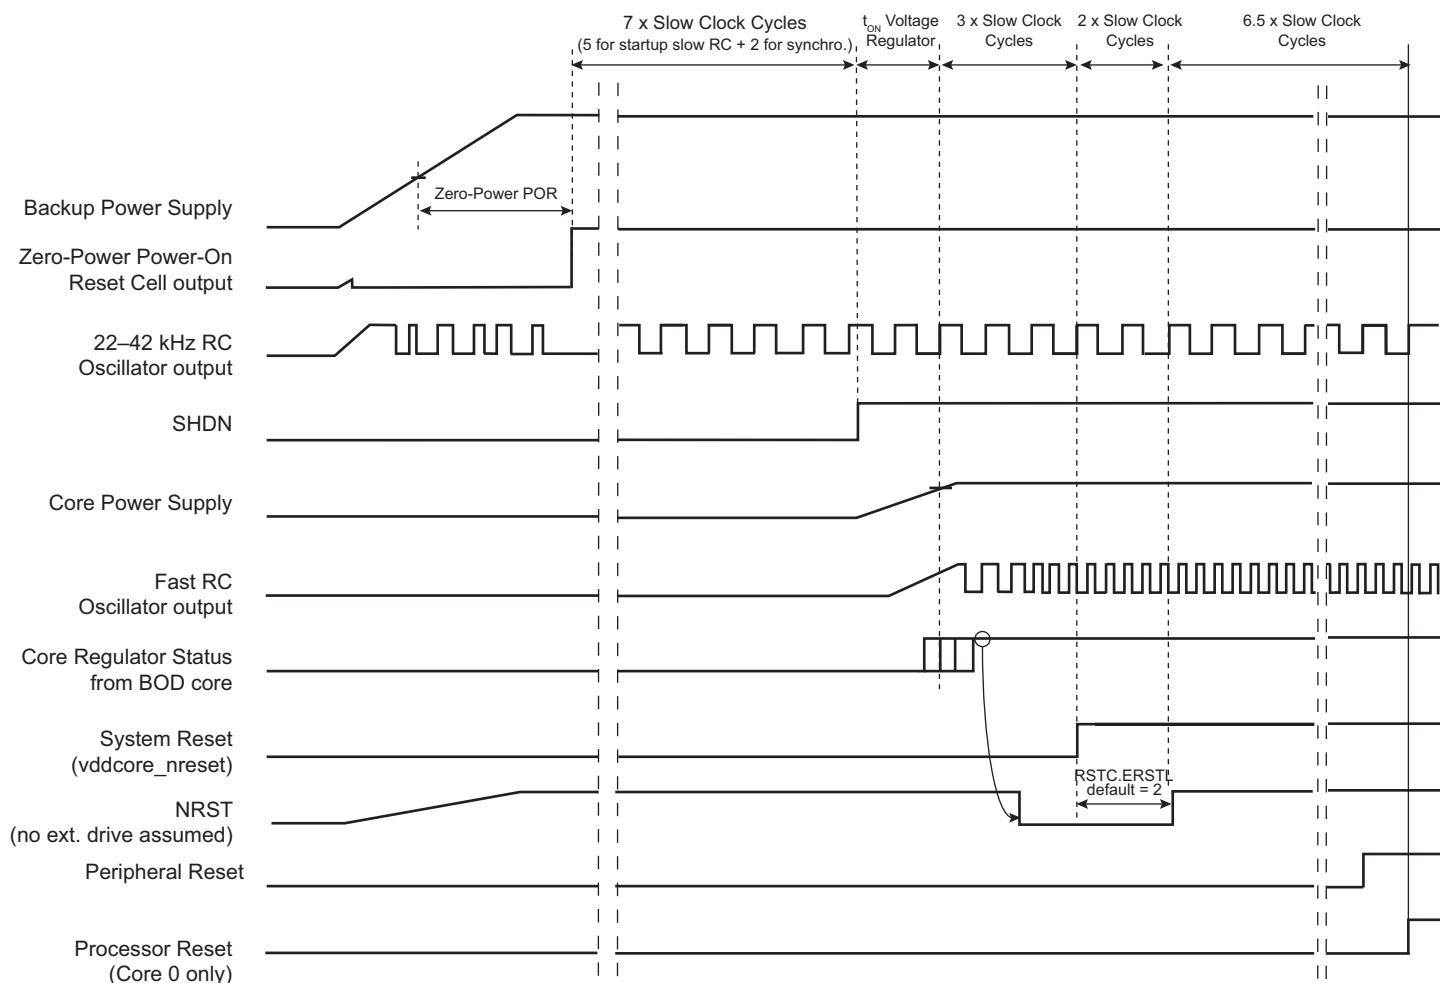 7 x Slow Clock Cycles
(5 for startup slow RC + 2 for synchro.)
tON Voltage
Regulator
3 x Slow Clock
Cycles
2 x Slow Clock
Cycles
6.5 x Slow Clock
Cycles
Zero-Power POR
Backup Power Supply
Zero-Power Power-On
Reset Cell output
22–42 kHz RC
Oscillator output
SHDN
Core Power Supply
Fast RC
Oscillator output
Core Regulator Status
from BOD core
System Reset
(vddcore_nreset)
RSTC.ERSTL
default = 2
NRST
(no ext. drive assumed)
Peripheral Reset
Processor Reset
(Core 0 only)